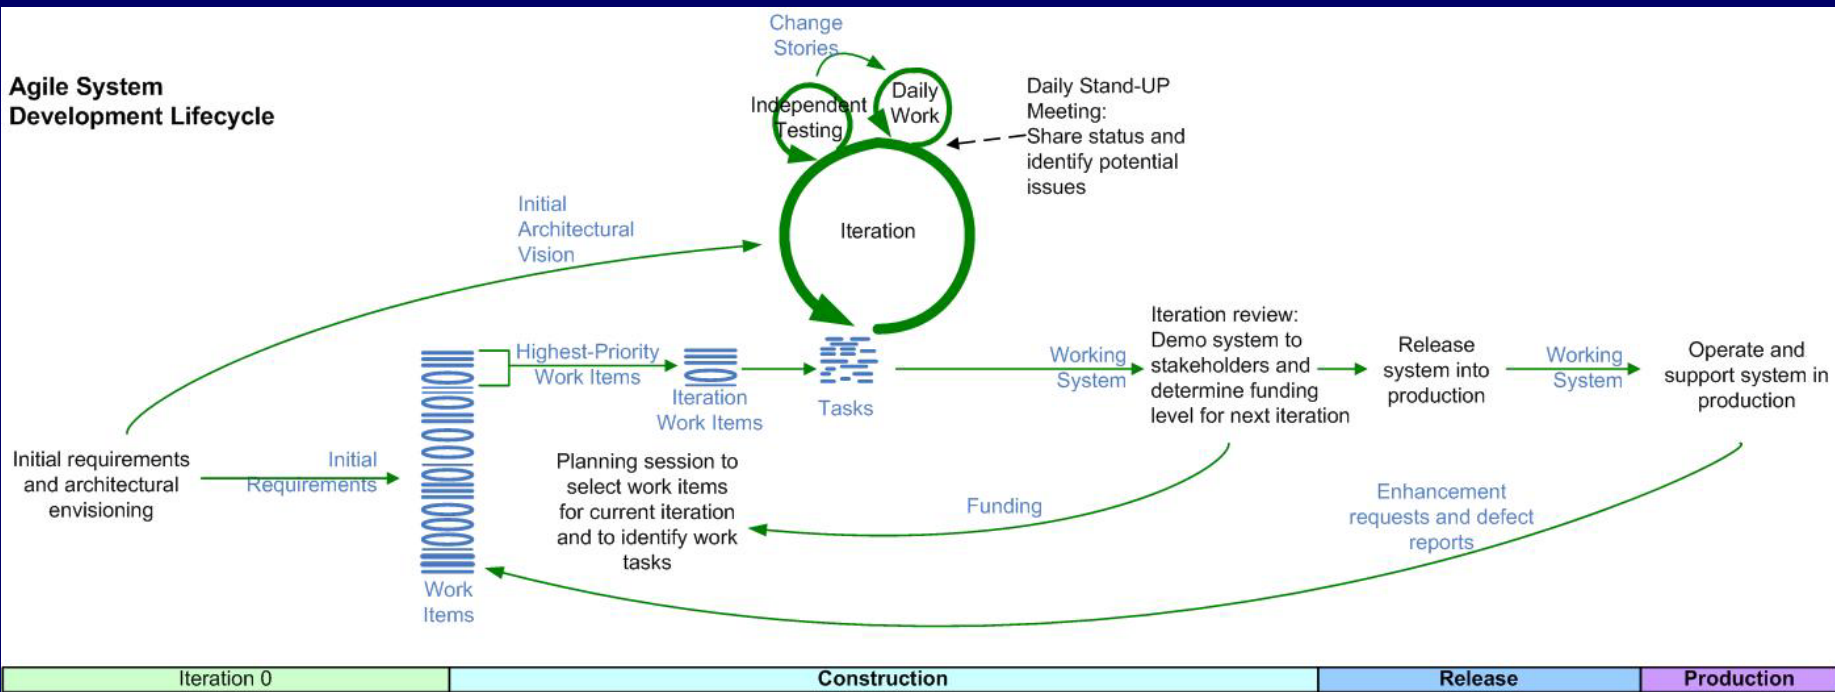 Agile System
Development Lifecycle
Change
Stories
Independent
Testing
Daily
Work
Daily Stand-UP
Meeting:
Share status and
identify potential
issues
Iteration
Initial
Architectural
Vision
Initial requirements
and architectural
envisioning
Initial
Requirements
Work
Items
Highest-Priority
Work Items
Iteration
Work Items
Tasks
Planning session to
select work items
for current iteration
and to identify work
tasks
Working
System
Iteration review:
Demo system to
stakeholders and
determine funding
level for next iteration
Funding
Release
system into
production
Working
System
Operate and
support system in
production
Enhancement
requests and defect
reports
Iteration 0
Construction
Release
Production